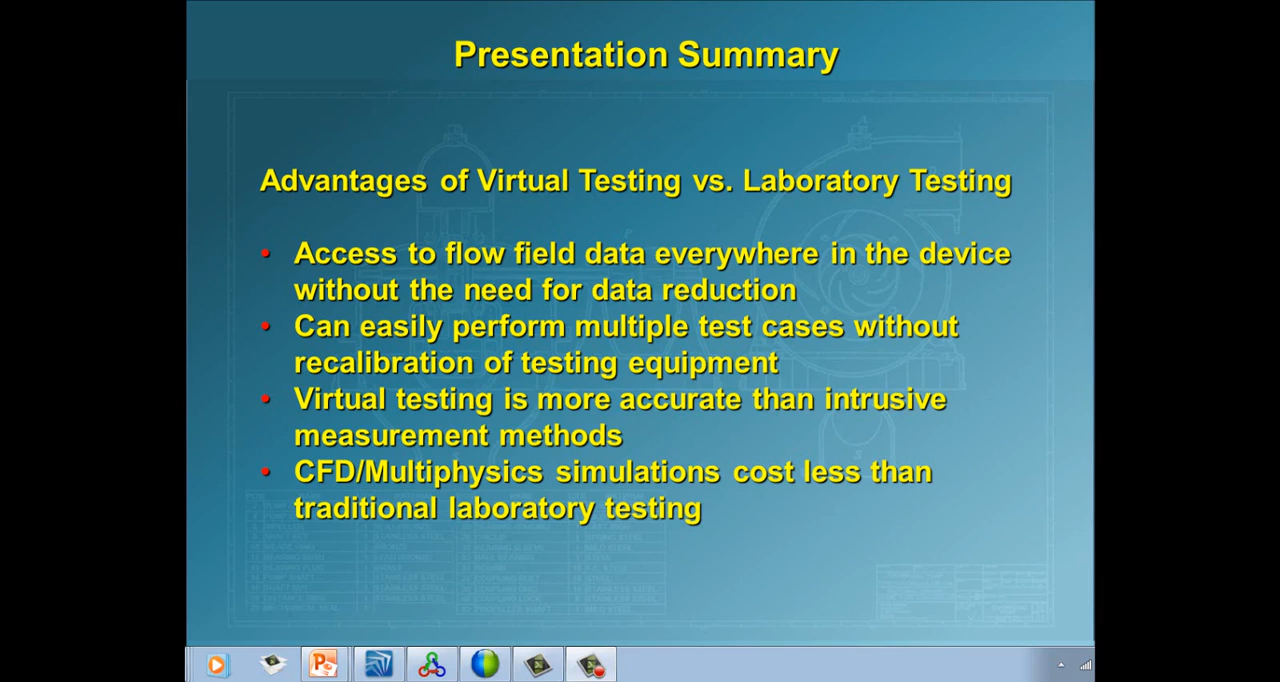 Presentation Summary
Advantages of Virtual Testing vs. Laboratory Testing
• Access to flow field data everywhere in the device
without the need for data reduction
• Can easily perform multiple test cases without
recalibration of testing equipment
• Virtual testing is more accurate than intrusive
measurement methods
• CFD/Multiphysics simulations cost less than
traditional laboratory testing